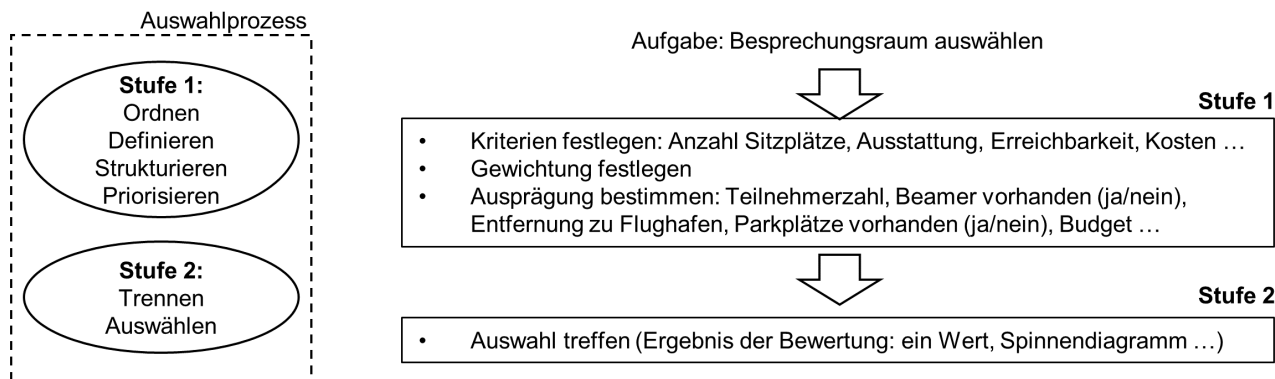 Auswahlprozess
Stufe 1:
Ordnen
Definieren
Strukturieren
Priorisieren
Stufe 2:
Trennen
Auswählen
Aufgabe: Besprechungsraum auswählen
Stufe 1
• Kriterien festlegen: Anzahl Sitzplätze, Ausstattung, Erreichbarkeit, Kosten …
• Gewichtung festlegen
• Ausprägung bestimmen: Teilnehmerzahl, Beamer vorhanden (ja/nein),
Entfernung zu Flughafen, Parkplätze vorhanden (ja/nein), Budget …
Stufe 2
• Auswahl treffen (Ergebnis der Bewertung: ein Wert, Spinnendiagramm …)